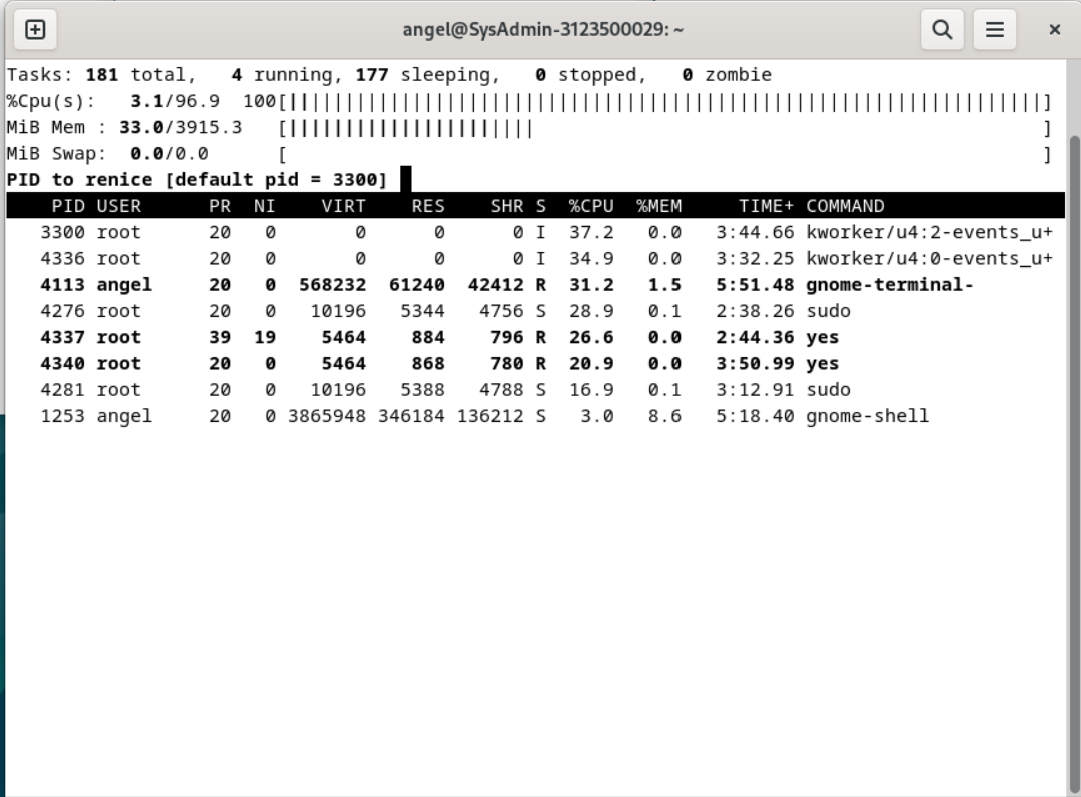 angel@SysAdmin-3123500029: ~
Tasks: 181 total,   4 running, 177 sleeping,   0 stopped,   0 zombie
%Cpu(s):   3.1/96.9  100[||||||||||||||||||||||||||||||||||||||||||||||||||||||||||||||||||||]
MiB Mem : 33.0/3915.3   [||||||||||||||||||||||                                              ]
MiB Swap:  0.0/0.0      [                                                                    ]
PID to renice [default pid = 3300]
    PID USER      PR  NI    VIRT    RES    SHR S  %CPU  %MEM     TIME+ COMMAND
   3300 root      20   0       0      0      0 I  37.2   0.0   3:44.66 kworker/u4:2-events_u+
   4336 root      20   0       0      0      0 I  34.9   0.0   3:32.25 kworker/u4:0-events_u+
   4113 angel     20   0  568232  61240  42412 R  31.2   1.5   5:51.48 gnome-terminal-
   4276 root      20   0   10196   5344   4756 S  28.9   0.1   2:38.26 sudo
   4337 root      39  19    5464    884    796 R  26.6   0.0   2:44.36 yes
   4340 root      20   0    5464    868    780 R  20.9   0.0   3:50.99 yes
   4281 root      20   0   10196   5388   4788 S  16.9   0.1   3:12.91 sudo
   1253 angel     20   0 3865948 346184 136212 S   3.0   8.6   5:18.40 gnome-shell